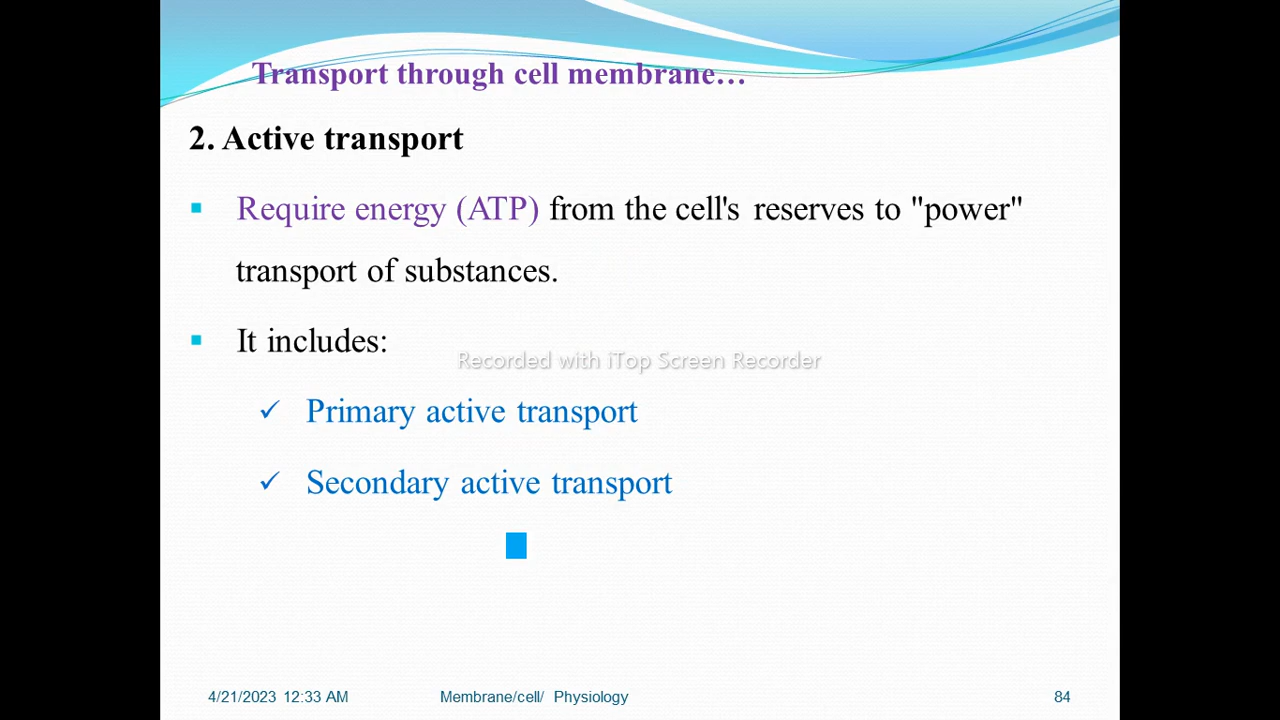 Transport through cell membrane…
2. Active transport
▪ Require energy (ATP) from the cell's reserves to "power"
transport of substances.
▪ It includes:
Recorded with iTop Screen Recorder
✓ Primary active transport
✓ Secondary active transport
4/21/2023 12:33 AM Membrane/cell/ Physiology 84